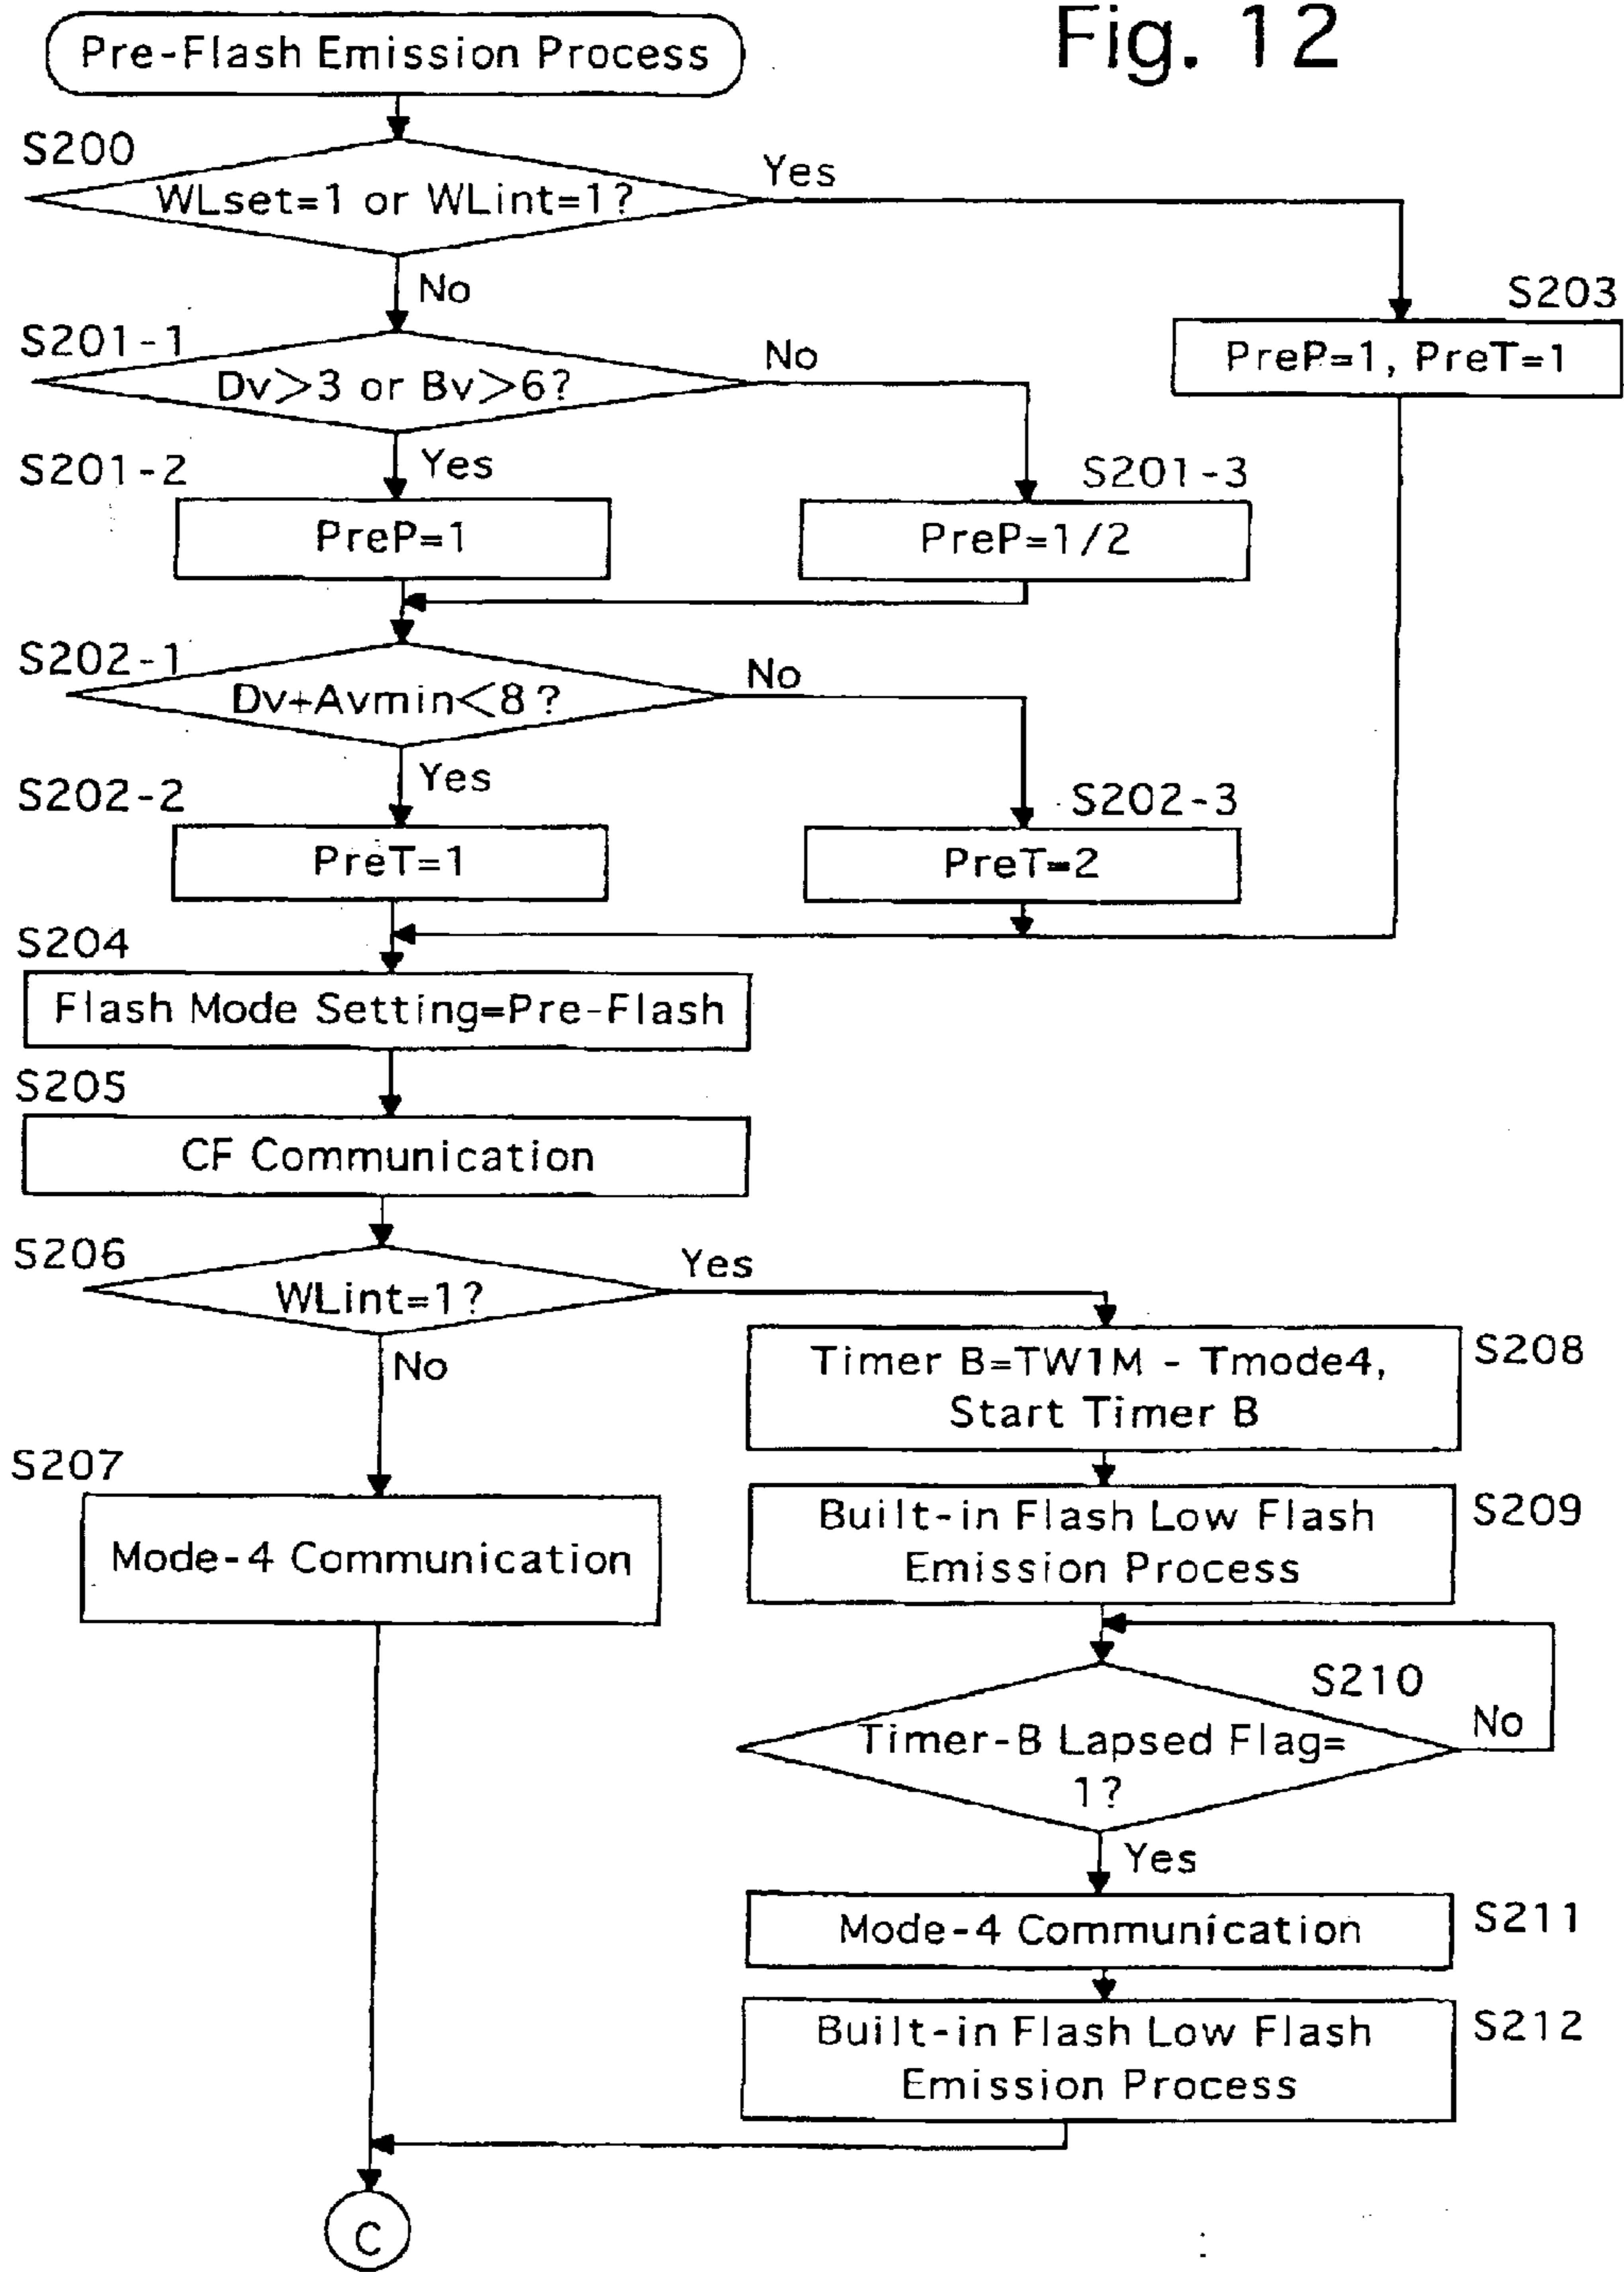 Fig. 12
Pre-Flash Emission Process
S200
WLset=1 or WLint=1?
Yes
No
S203
PreP=1, PreT=1
S201-1
Dv>3 or Bv>6?
No
Yes
S201-2
PreP=1
S201-3
PreP=1/2
S202-1
Dv+Avmin<8?
No
Yes
S202-2
PreT=1
S202-3
PreT=2
S204
Flash Mode Setting=Pre-Flash
S205
CF Communication
S206
WLint=1?
Yes
No
S207
Mode-4 Communication
Timer B=TW1M - Tmode4,
Start Timer B
S208
Built-in Flash Low Flash
Emission Process
S209
S210
Timer-B Lapsed Flag=
1?
No
Yes
Mode-4 Communication
S211
Built-in Flash Low Flash
Emission Process
S212
C